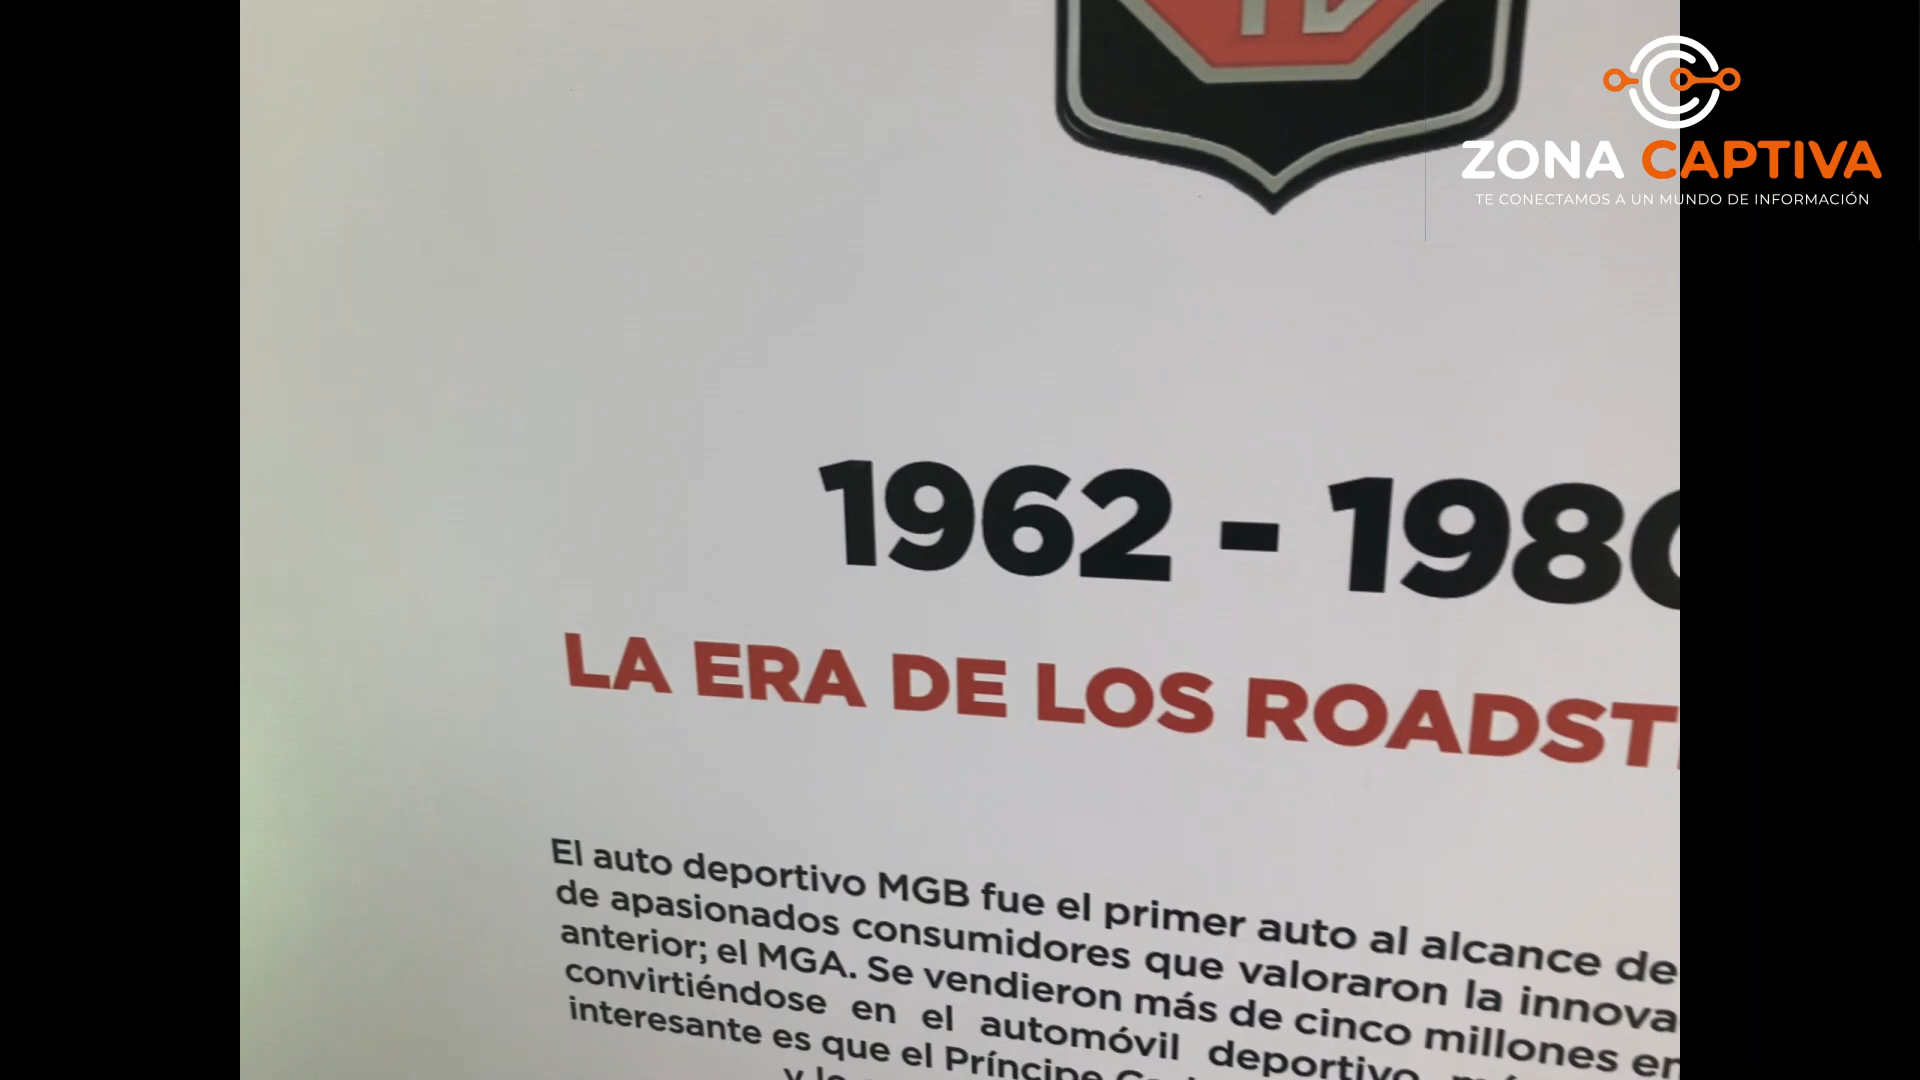 ZONA CAPTIVA
TE CONECTAMOS A UN MUNDO DE INFORMACIÓN
1962 - 198
LA ERA DE LOS ROADST
El auto deportivo MGB fue el primer auto al alcance de
de apasionados consumidores que valoraron la innova
anterior; el MGA. Se vendieron más de cinco millones en
convirtiéndose en el automóvil deportivo
interesante es que el Príncipe